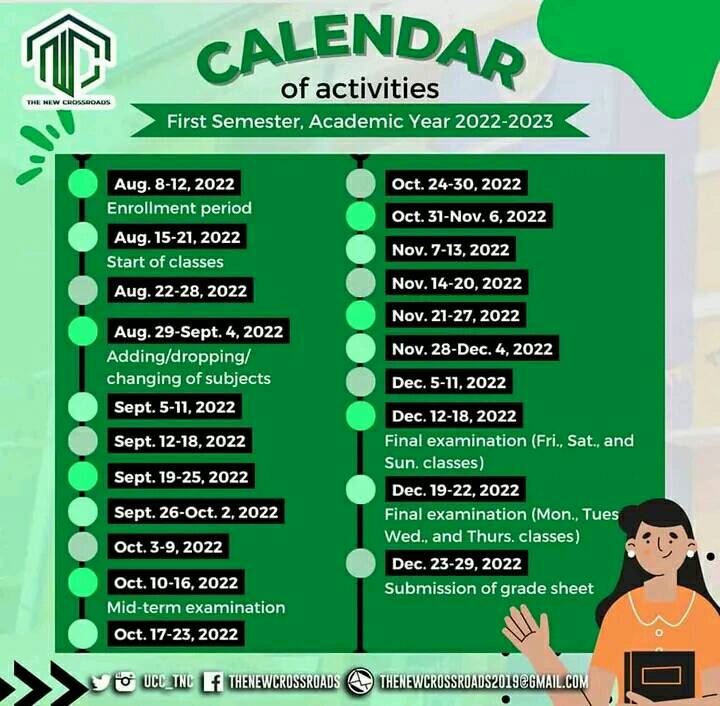 THE NEW CROSSROADS
CALENDAR
of activities
First Semester, Academic Year 2022-2023
Aug. 8-12, 2022
Enrollment period
Aug. 15-21, 2022
Start of classes
Aug. 22-28, 2022
Aug. 29-Sept. 4, 2022
Adding/dropping/
changing of subjects
Sept. 5-11, 2022
Sept. 12-18, 2022
Sept. 19-25, 2022
Sept. 26-Oct. 2, 2022
Oct. 3-9, 2022
Oct. 10-16, 2022
Mid-term examination
Oct. 17-23, 2022
Oct. 24-30, 2022
Oct. 31-Nov. 6, 2022
Nov. 7-13, 2022
Nov. 14-20, 2022
Nov. 21-27, 2022
Nov. 28-Dec. 4, 2022
Dec. 5-11, 2022
Dec. 12-18, 2022
Final examination (Fri., Sat., and
Sun. classes)
Dec. 19-22, 2022
Final examination (Mon., Tues
Wed., and Thurs. classes)
Dec. 23-29, 2022
Submission of grade sheet
UCC_TNC THENEWCROSSROADS THENEWCROSSROADS2019@GMAIL.COM